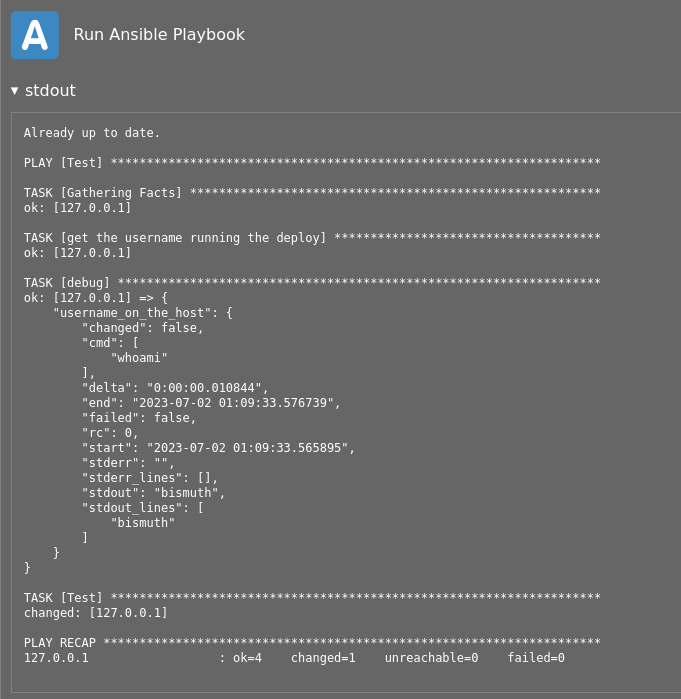 A
Run Ansible Playbook
▼ stdout
Already up to date.
PLAY [Test] ********************************************************************
TASK [Gathering Facts] *********************************************************
ok: [127.0.0.1]
TASK [get the username running the deploy] *************************************
ok: [127.0.0.1]
TASK [debug] *******************************************************************
ok: [127.0.0.1] => {
    "username_on_the_host": {
        "changed": false,
        "cmd": [
            "whoami"
        ],
        "delta": "0:00:00.010844",
        "end": "2023-07-02 01:09:33.576739",
        "failed": false,
        "rc": 0,
        "start": "2023-07-02 01:09:33.565895",
        "stderr": "",
        "stderr_lines": [],
        "stdout": "bismuth",
        "stdout_lines": [
            "bismuth"
        ]
    }
}
TASK [Test] ********************************************************************
changed: [127.0.0.1]
PLAY RECAP *********************************************************************
127.0.0.1                  : ok=4    changed=1    unreachable=0    failed=0